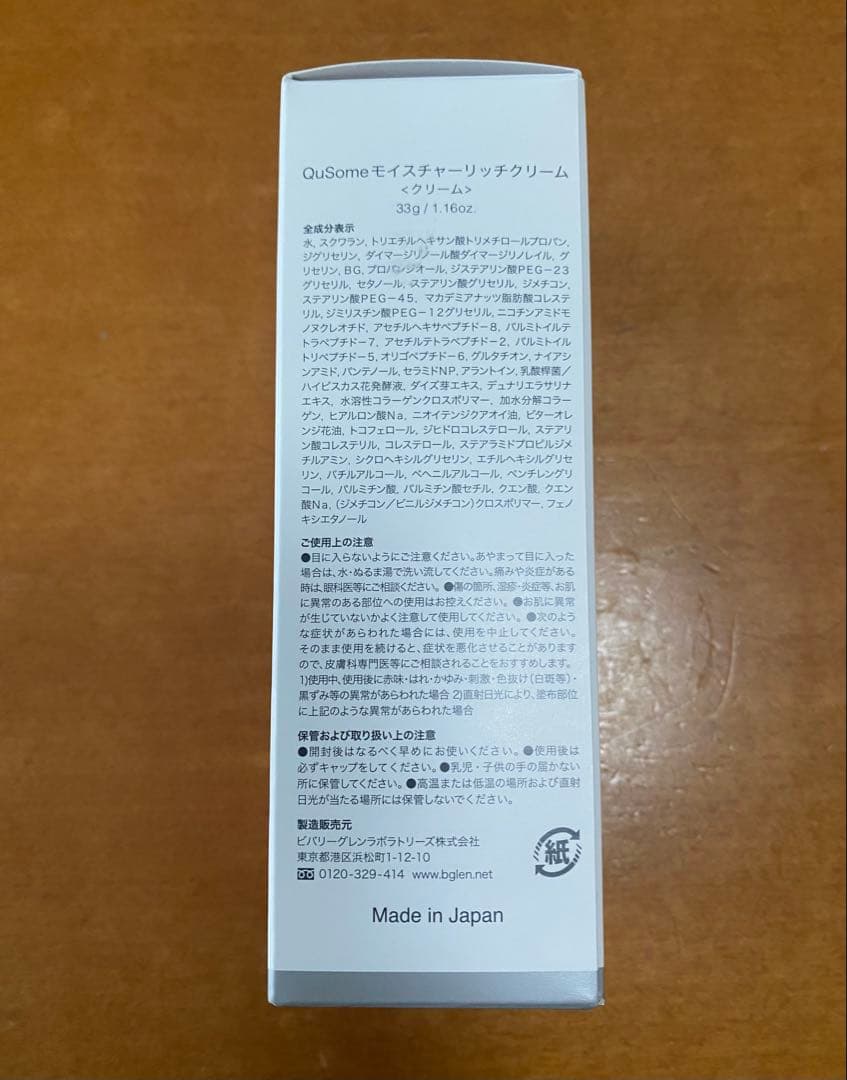 QuSomeモイスチャーリッチクリーム
<クリーム>
33g / 1.16oz.
全成分表示
水, スクワラン, トリエチルヘキサン酸トリメチロールプロパン,
ジグリセリン, ダイマージリノール酸ダイマージリノレイル, グ
リセリン, BG, プロパンジオール, ジステアリン酸PEG－23
グリセリル, セタノール, ステアリン酸グリセリル, ジメチコン,
ステアリン酸PEG－45, マカデミアナッツ脂肪酸コレステ
リル, ジミリスチン酸PEG－12グリセリル, ニコチンアミドモ
ノヌクレオチド, アセチルヘキサペプチド－8, パルミトイルテ
トラペプチド－7, アセチルテトラペプチド－2, パルミトイル
トリペプチド－5, オリゴペプチド－6, グルタチオン, ナイアシ
ンアミド, パンテノール, セラミドNP, アラントイン, 乳酸桿菌／
ハイビスカス花発酵液, ダイズ芽エキス, デュナリエラサリナ
エキス, 水溶性コラーゲンクロスポリマー, 加水分解コラー
ゲン, ヒアルロン酸Na, ニオイテンジクアオイ油, ビターオレ
ンジ花油, トコフェロール, ジヒドロコレステロール, ステアリ
ン酸コレステリル, コレステロール, ステアラミドプロピルジメ
チルアミン, シクロヘキシルグリセリン, エチルヘキシルグリセ
リン, バチルアルコール, ベヘニルアルコール, ペンチレングリ
コール, パルミチン酸, パルミチン酸セチル, クエン酸, クエン
酸Na, (ジメチコン／ビニルジメチコン)クロスポリマー, フェノ
キシエタノール
ご使用上の注意
●目に入らないようにご注意ください。あやまって目に入った
場合は、水・ぬるま湯で洗い流してください。痛みや炎症がある
時は、眼科医等にご相談ください。●傷の箇所、湿疹・炎症等、お肌
に異常のある部位への使用はお控えください。●お肌に異常
が生じていないかよく注意して使用してください。●次のよう
な症状があらわれた場合には、使用を中止してください。
そのまま使用を続けると、症状を悪化させることがあります
ので、皮膚科専門医等にご相談されることをおすすめします。
1)使用中、使用後に赤味・はれ・かゆみ・刺激・色抜け(白斑等)・
黒ずみ等の異常があらわれた場合 2)直射日光により、塗布部位
に上記のような異常があらわれた場合
保管および取り扱い上の注意
●開封後はなるべく早めにお使いください。●使用後は
必ずキャップをしてください。●乳児・子供の手の届かない
所に保管してください。●高温または低温の場所および直射
日光が当たる場所には保管しないでください。
製造販売元
ビバリーグレンラボラトリーズ株式会社
東京都港区浜松町1-12-10
0120-329-414 www.bglen.net
紙
Made in Japan